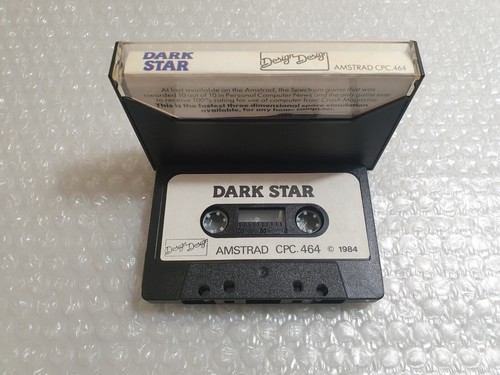 DARK
STAR
Design Design
AMSTRAD CPC.464
At last available on the Amstrad, the Spectrum game that was
awarded 10 out of 10 in Personal Computer News and the only game ever
to receive 100% rating for use of computer from Crash Magazine.
This is the fastest three dimensional space simulation
available, for any home computer.
DARK STAR
Design Design
AMSTRAD CPC.464 © 1984